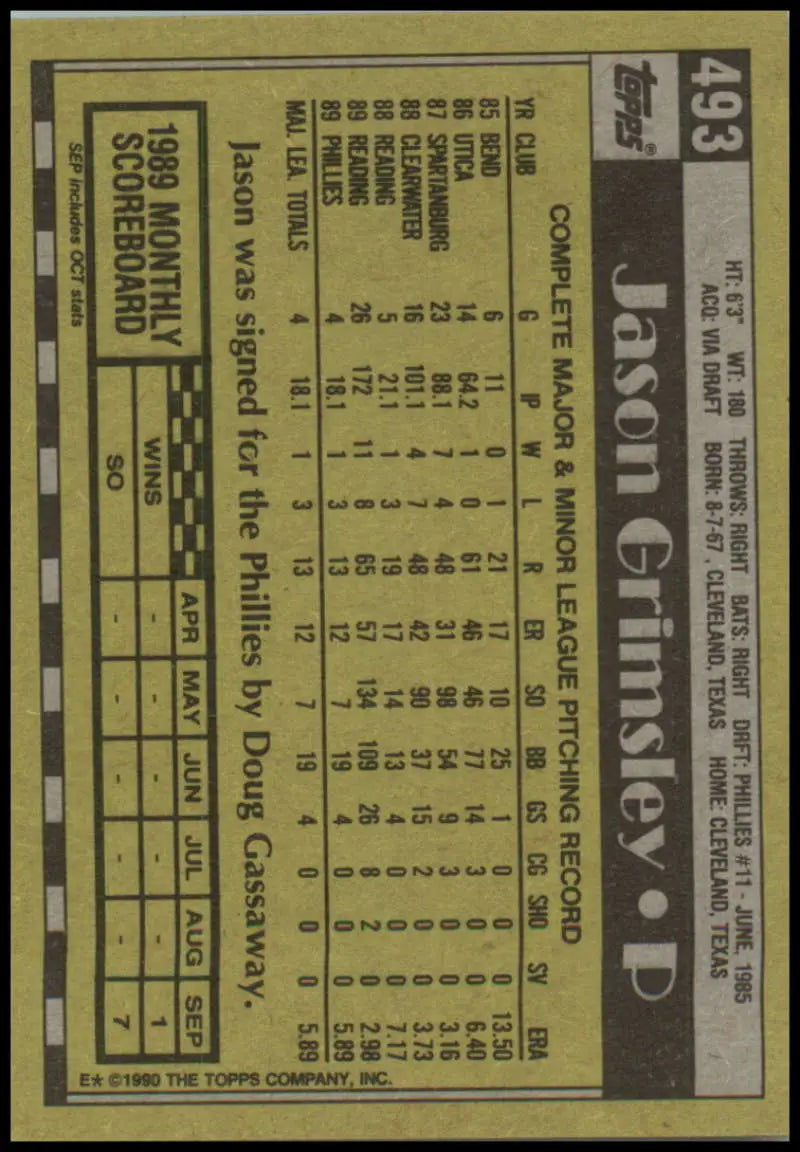 493
HT: 6'3" WT: 180 THROWS: RIGHT BATS: RIGHT DRFT: PHILLIES #11 - JUNE, 1985
ACQ: VIA DRAFT BORN: 8-7-67, CLEVELAND, TEXAS HOME: CLEVELAND, TEXAS
TOPPS®
Jason Grimsley • P
COMPLETE MAJOR & MINOR LEAGUE PITCHING RECORD
YR CLUB G IP W L R ER SO BB GS CG SHO SV ERA
85 BEND 6 11 0 1 21 17 10 25 1 0 0 0 13.50
86 UTICA 14 64.2 1 0 61 46 46 77 14 3 0 0 6.40
87 SPARTANBURG 23 88.1 7 4 48 31 98 54 9 3 0 0 3.16
88 CLEARWATER 16 101.1 4 7 48 42 90 37 15 2 0 0 3.73
88 READING 5 21.1 1 3 19 17 14 13 4 0 0 0 7.17
89 READING 26 172 11 8 65 57 134 109 26 8 2 0 2.98
89 PHILLIES 4 18.1 1 3 13 12 7 19 4 0 0 0 5.89
MAJ. LEA. TOTALS 4 18.1 1 3 13 12 7 19 4 0 0 0 5.89
Jason was signed for the Phillies by Doug Gassaway.
1989 MONTHLY
SCOREBOARD
APR MAY JUN JUL AUG SEP
WINS - - - - - 1
SO - - - - - 7
SEP includes OCT stats
E* ©1990 THE TOPPS COMPANY, INC.